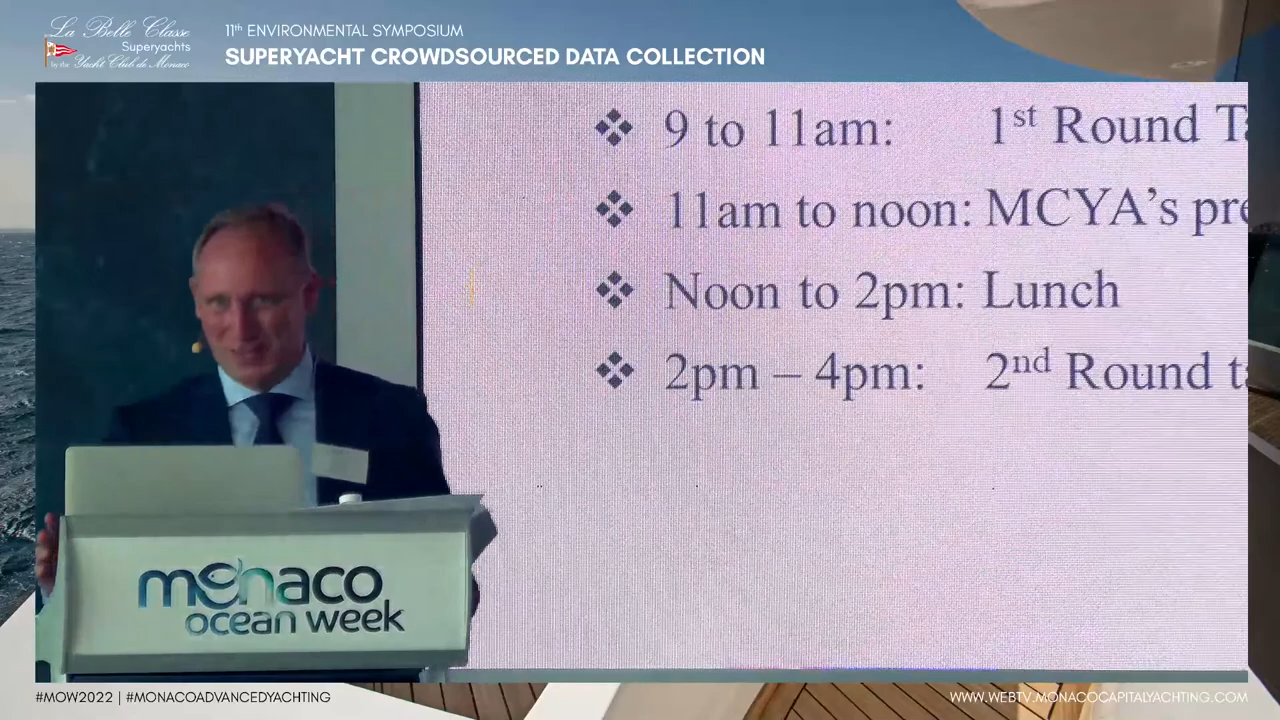 La Belle Classe
Superyachts
by the Yacht Club de Monaco
11th ENVIRONMENTAL SYMPOSIUM
SUPERYACHT CROWDSOURCED DATA COLLECTION
❖ 9 to 11am: 1st Round
❖ 11am to noon: MCYA's
❖ Noon to 2pm: Lunch
❖ 2pm – 4pm: 2nd Round
monaco
ocean week
#MOW2022 | #MONACOADVANCEDYACHTING
WWW.WEBTV.MONACOCAPITALYACHTING.COM